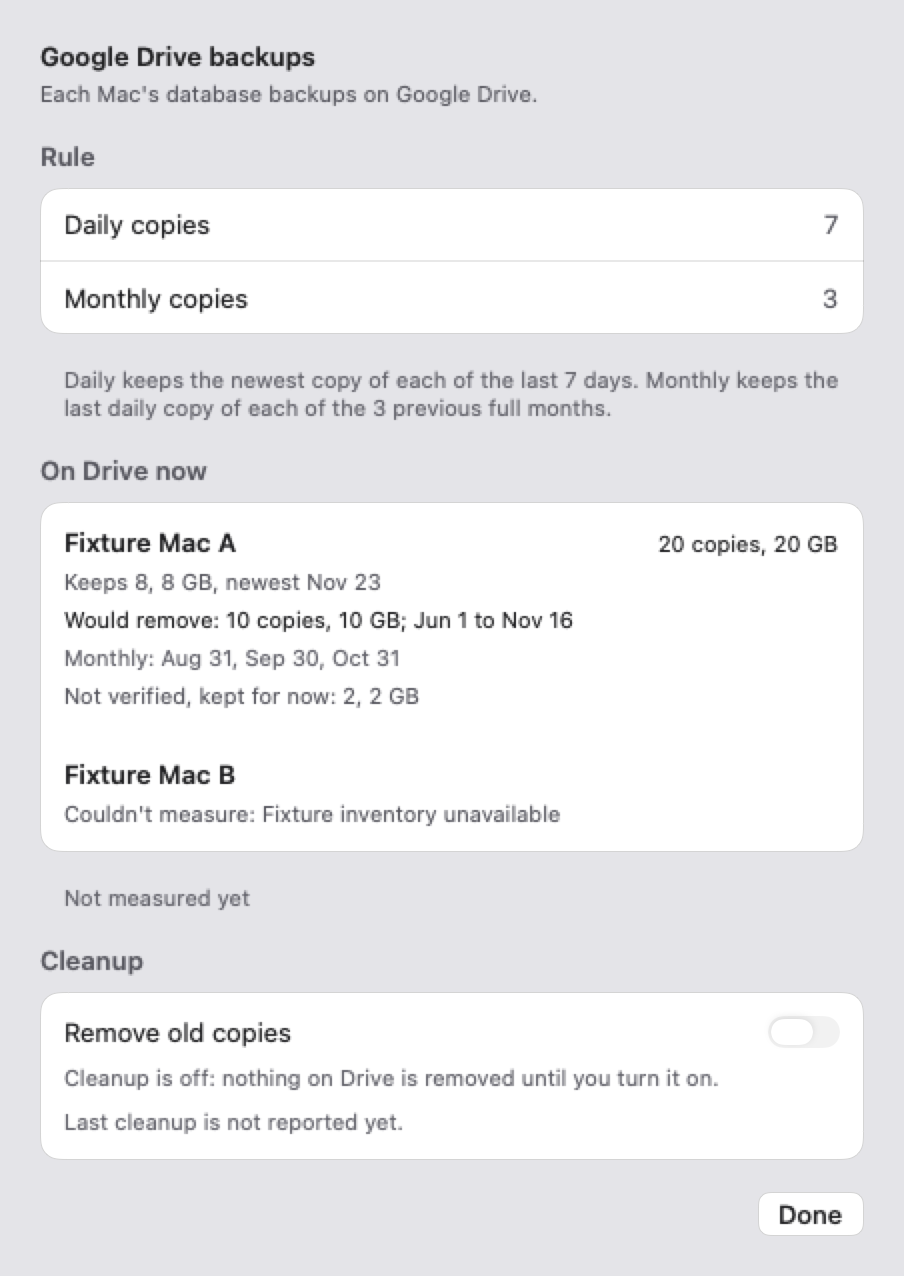 Google Drive backups
Each Mac's database backups on Google Drive.
Rule
Daily copies 7
Monthly copies 3
Daily keeps the newest copy of each of the last 7 days. Monthly keeps the
last daily copy of each of the 3 previous full months.
On Drive now
Fixture Mac A 20 copies, 20 GB
Keeps 8, 8 GB, newest Nov 23
Would remove: 10 copies, 10 GB; Jun 1 to Nov 16
Monthly: Aug 31, Sep 30, Oct 31
Not verified, kept for now: 2, 2 GB
Fixture Mac B
Couldn't measure: Fixture inventory unavailable
Not measured yet
Cleanup
Remove old copies
Cleanup is off: nothing on Drive is removed until you turn it on.
Last cleanup is not reported yet.
Done